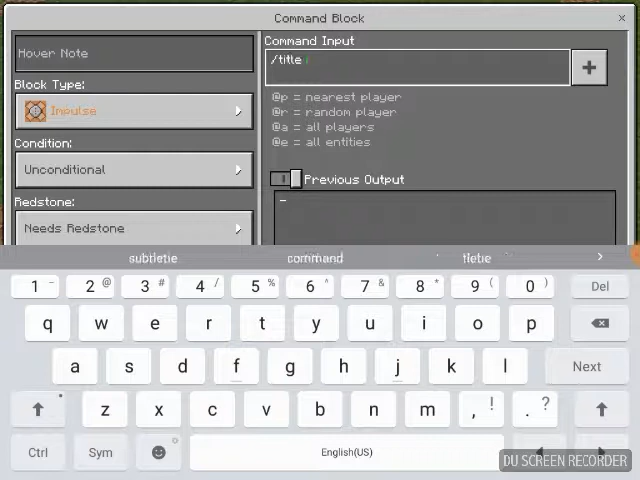 Command Block
×
Hover Note
Block Type:
Impulse
Condition:
Unconditional
Redstone:
Needs Redstone
Command Input
/title
+
@p = nearest player
@r = random player
@a = all players
@e = all entities
Previous Output
-
subtletie command tletie
1 - 2 @ 3 # 4 / 5 % 6 ^ 7 & 8 * 9 ( 0 ) Del
q w e r t y u i o p
a s d f g h j k l Next
z x c v b n m , ! . ?
Ctrl Sym English(US)
DU SCREEN RECORDER